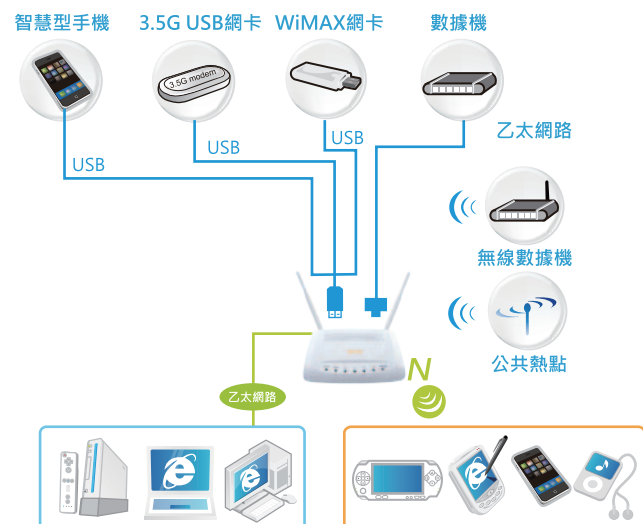 智慧型手機
3.5G USB網卡
WiMAX網卡
數據機
3.5G modem
乙太網路
USB
USB
USB
無線數據機
公共熱點
N
乙太網路